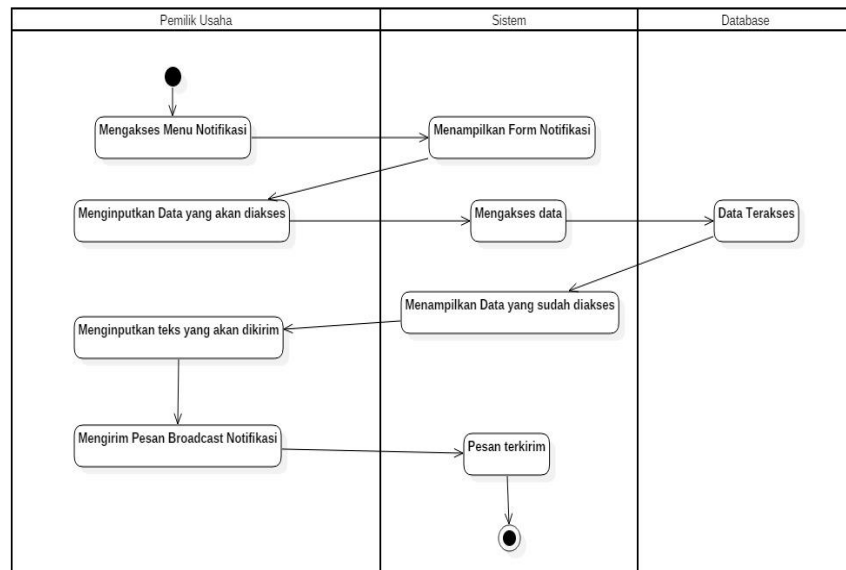 Pemilik Usaha
Sistem
Database
Mengakses Menu Notifikasi
Menampilkan Form Notifikasi
Menginputkan Data yang akan diakses
Mengakses data
Data Terakses
Menampilkan Data yang sudah diakses
Menginputkan teks yang akan dikirim
Mengirim Pesan Broadcast Notifikasi
Pesan terkirim